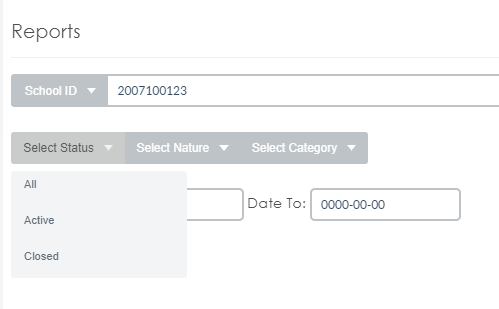 Reports
School ID 2007100123
Select Status Select Nature Select Category
All
Date To: 0000-00-00
Active
Closed